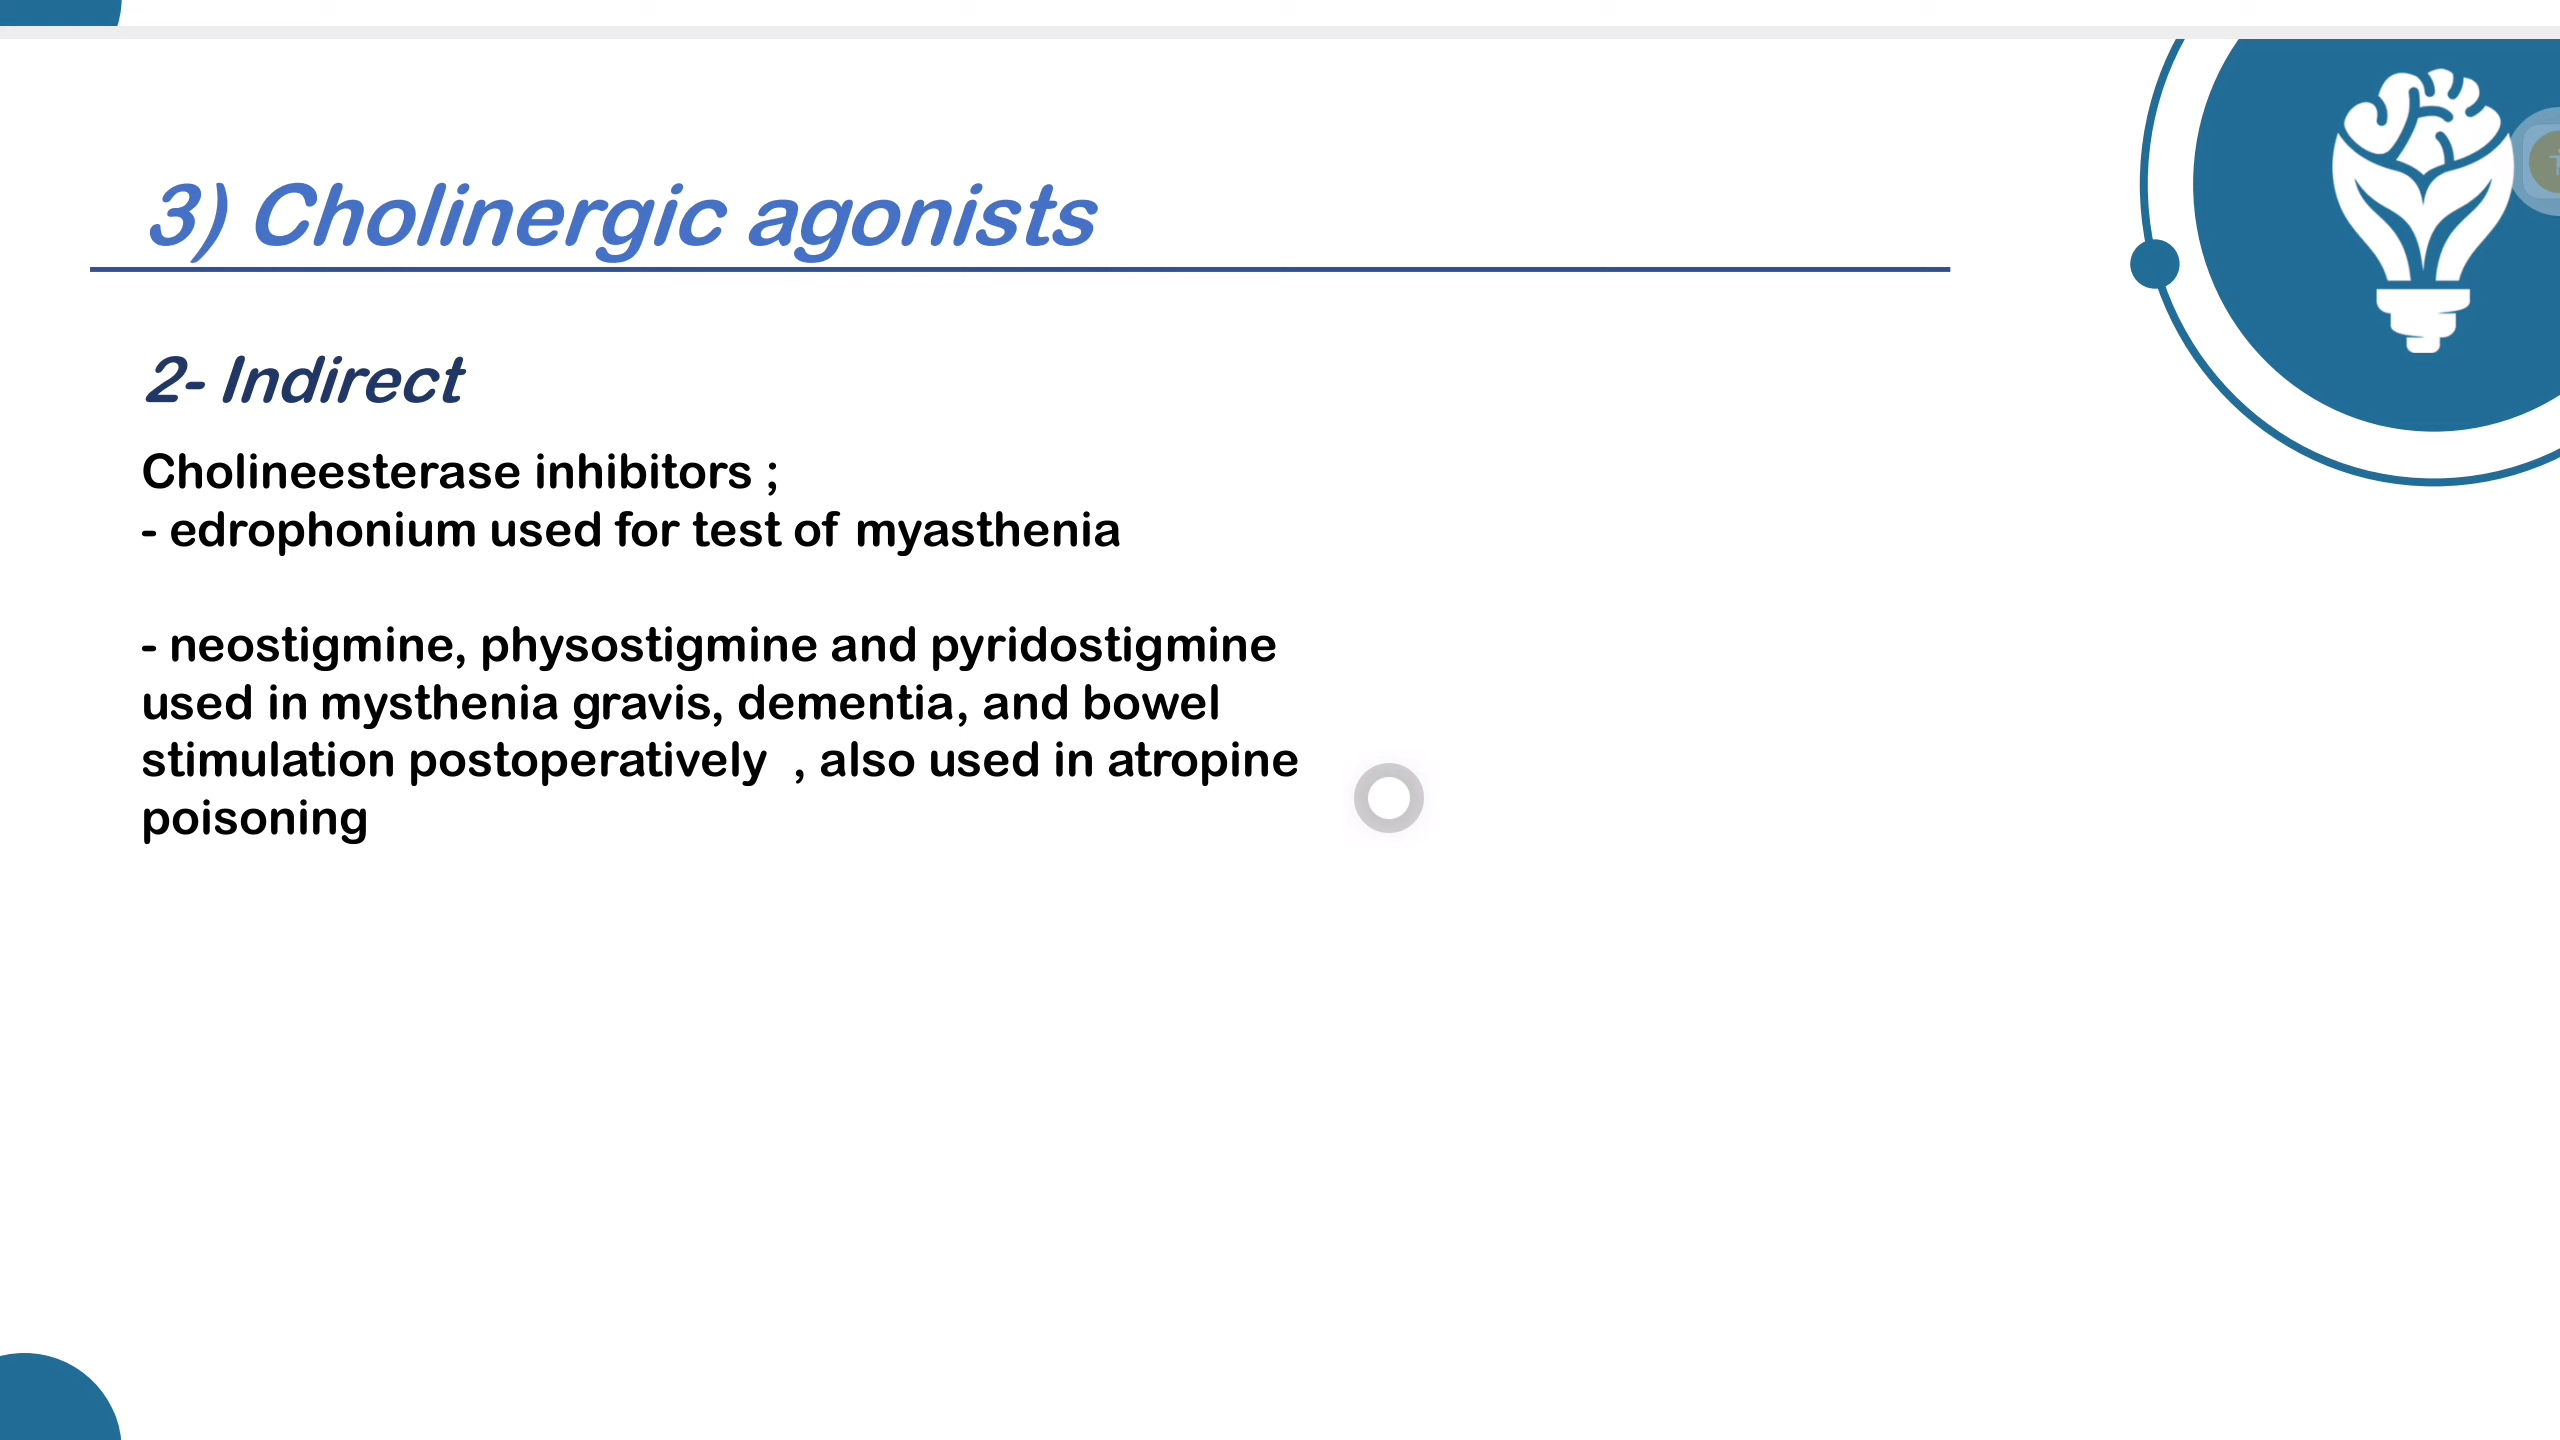 3) Cholinergic agonists
2- Indirect
Cholineesterase inhibitors ;
- edrophonium used for test of myasthenia
- neostigmine, physostigmine and pyridostigmine
used in mysthenia gravis, dementia, and bowel
stimulation postoperatively  , also used in atropine
poisoning